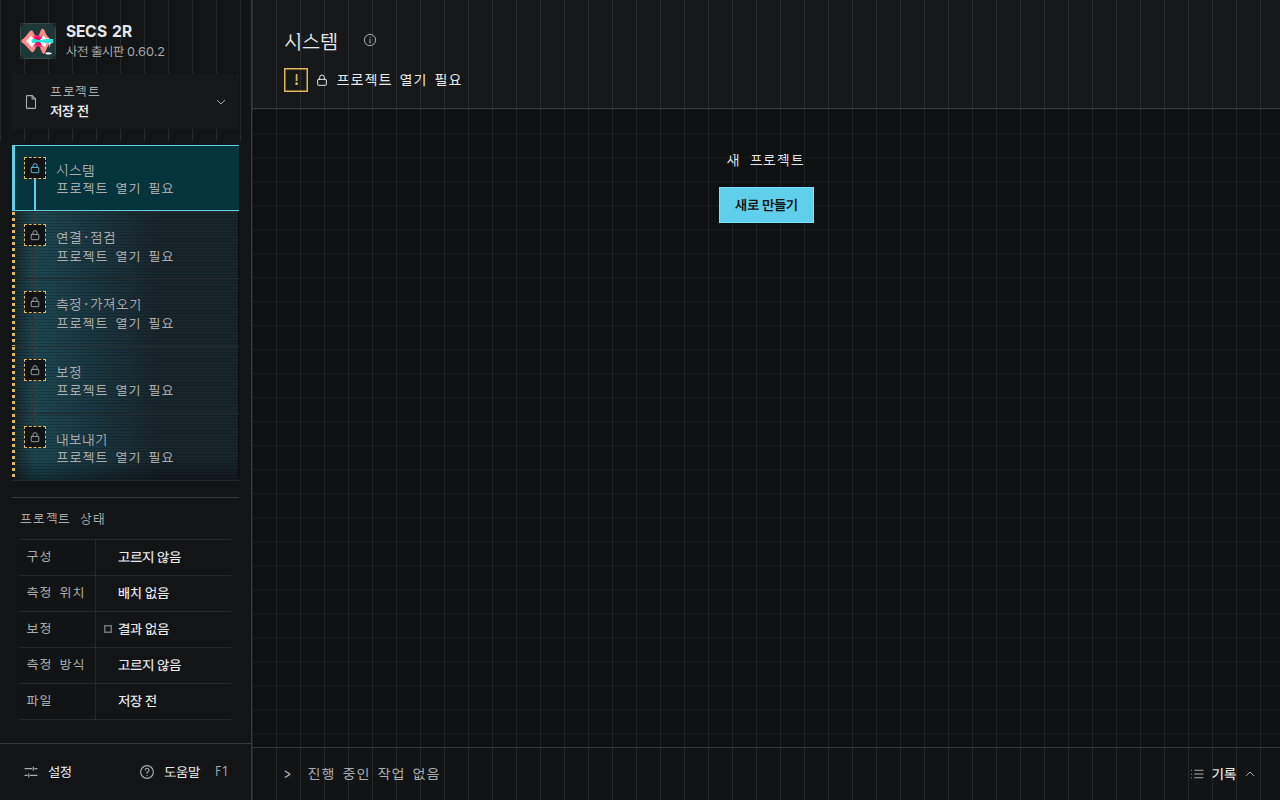 SECS 2R
사전 출시판 0.60.2
프로젝트
저장 전
시스템
프로젝트 열기 필요
연결·점검
프로젝트 열기 필요
측정·가져오기
프로젝트 열기 필요
보정
프로젝트 열기 필요
내보내기
프로젝트 열기 필요
프로젝트 상태
구성 고르지 않음
측정 위치 배치 없음
보정 결과 없음
측정 방식 고르지 않음
파일 저장 전
설정 도움말 F1
시스템
! 프로젝트 열기 필요
새 프로젝트
새로 만들기
> 진행 중인 작업 없음
기록